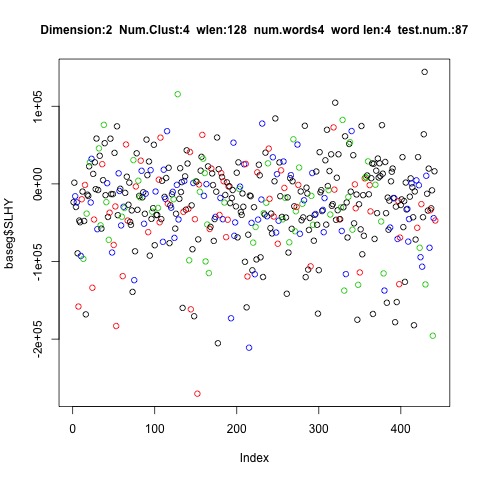 Dimension:2 Num.Clust:4 wlen:128 num.words4 word len:4 test.num.:87
1e+05
0e+00
-1e+05
-2e+05
baseg$SLHY
0 100 200 300 400
Index